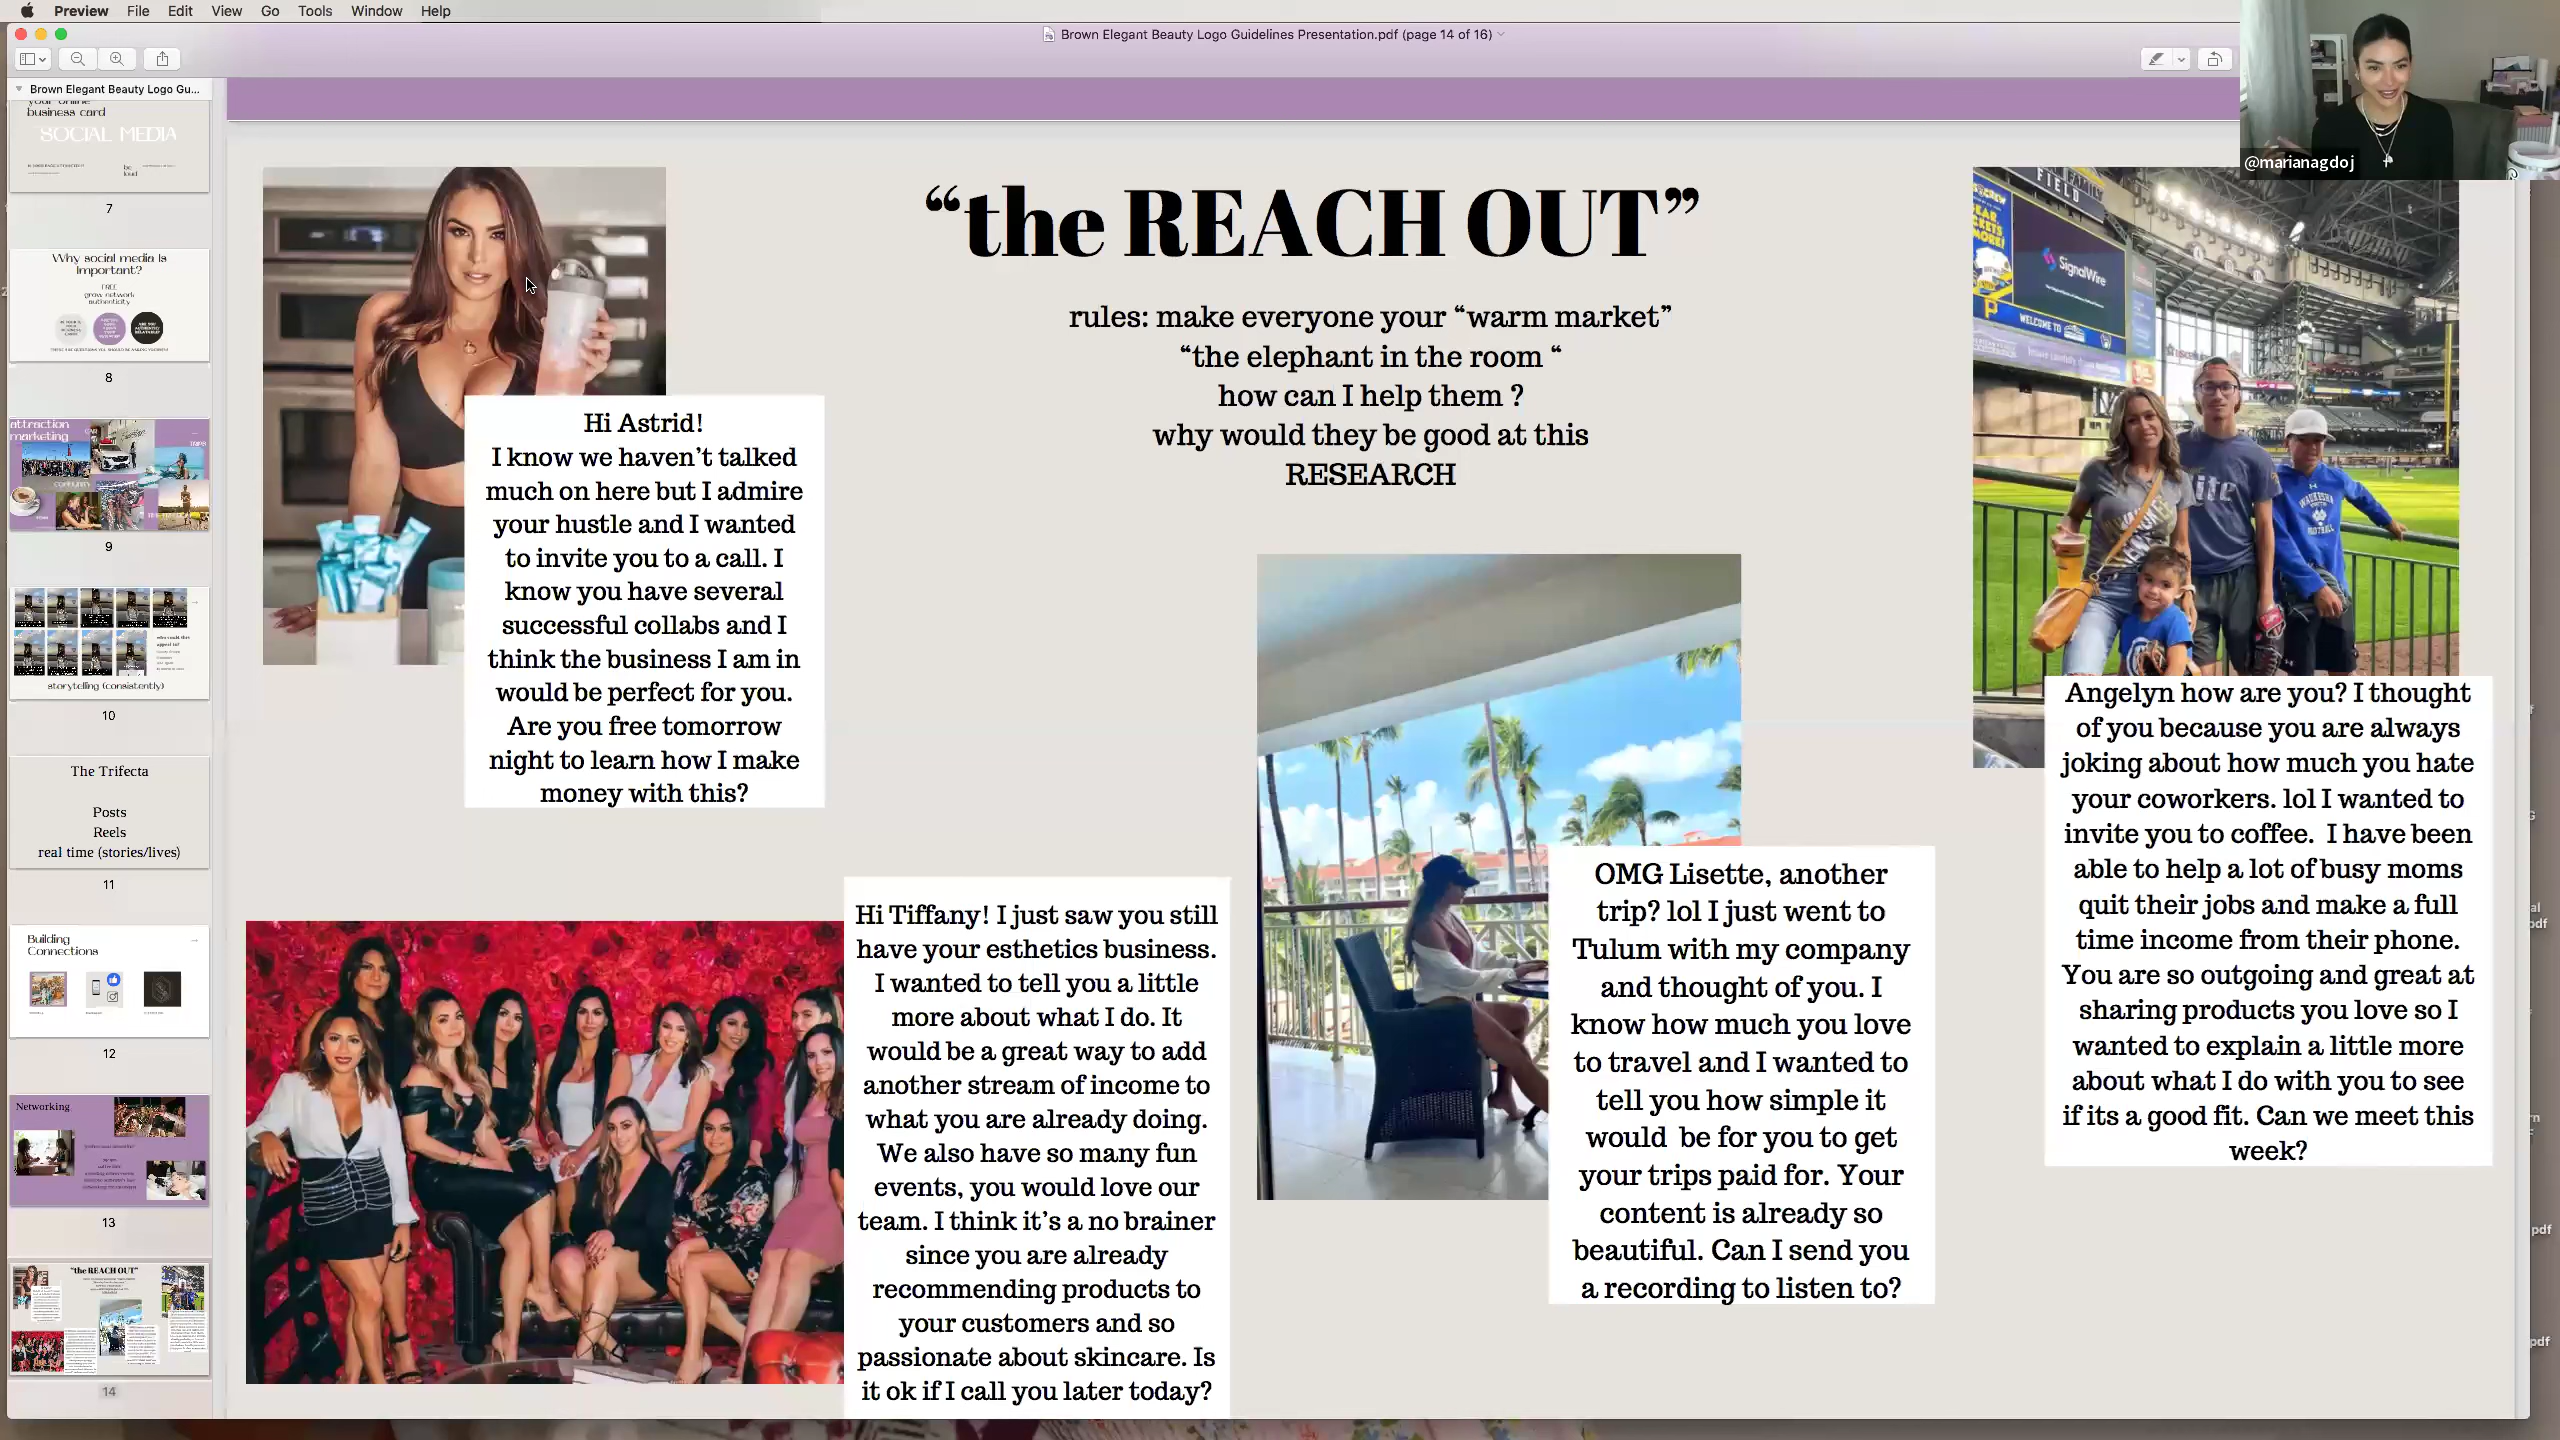 Preview File Edit View Go Tools Window Help
Brown Elegant Beauty Logo Guidelines Presentation.pdf (page 14 of 16)
@marianagdoj
Brown Elegant Beauty Logo Gu...
your online
business card
SOCIAL MEDIA
7
Why social media Is
Important?
FREE
grow network
authenticity
8
attraction
marketing
CAR
TRIPS
COMMUNITY
9
storytelling (consistently)
10
The Trifecta
Posts
Reels
real time (stories/lives)
11
Building
Connections
12
Networking
13
"the REACH OUT"
14
“the REACH OUT”
rules: make everyone your “warm market”
“the elephant in the room “
how can I help them ?
why would they be good at this
RESEARCH
Hi Astrid!
I know we haven’t talked
much on here but I admire
your hustle and I wanted
to invite you to a call. I
know you have several
successful collabs and I
think the business I am in
would be perfect for you.
Are you free tomorrow
night to learn how I make
money with this?
Hi Tiffany! I just saw you still
have your esthetics business.
I wanted to tell you a little
more about what I do. It
would be a great way to add
another stream of income to
what you are already doing.
We also have so many fun
events, you would love our
team. I think it’s a no brainer
since you are already
recommending products to
your customers and so
passionate about skincare. Is
it ok if I call you later today?
OMG Lisette, another
trip? lol I just went to
Tulum with my company
and thought of you. I
know how much you love
to travel and I wanted to
tell you how simple it
would be for you to get
your trips paid for. Your
content is already so
beautiful. Can I send you
a recording to listen to?
FIELD
SignalWire
WELCOME TO
Angelyn how are you? I thought
of you because you are always
joking about how much you hate
your coworkers. lol I wanted to
invite you to coffee. I have been
able to help a lot of busy moms
quit their jobs and make a full
time income from their phone.
You are so outgoing and great at
sharing products you love so I
wanted to explain a little more
about what I do with you to see
if its a good fit. Can we meet this
week?